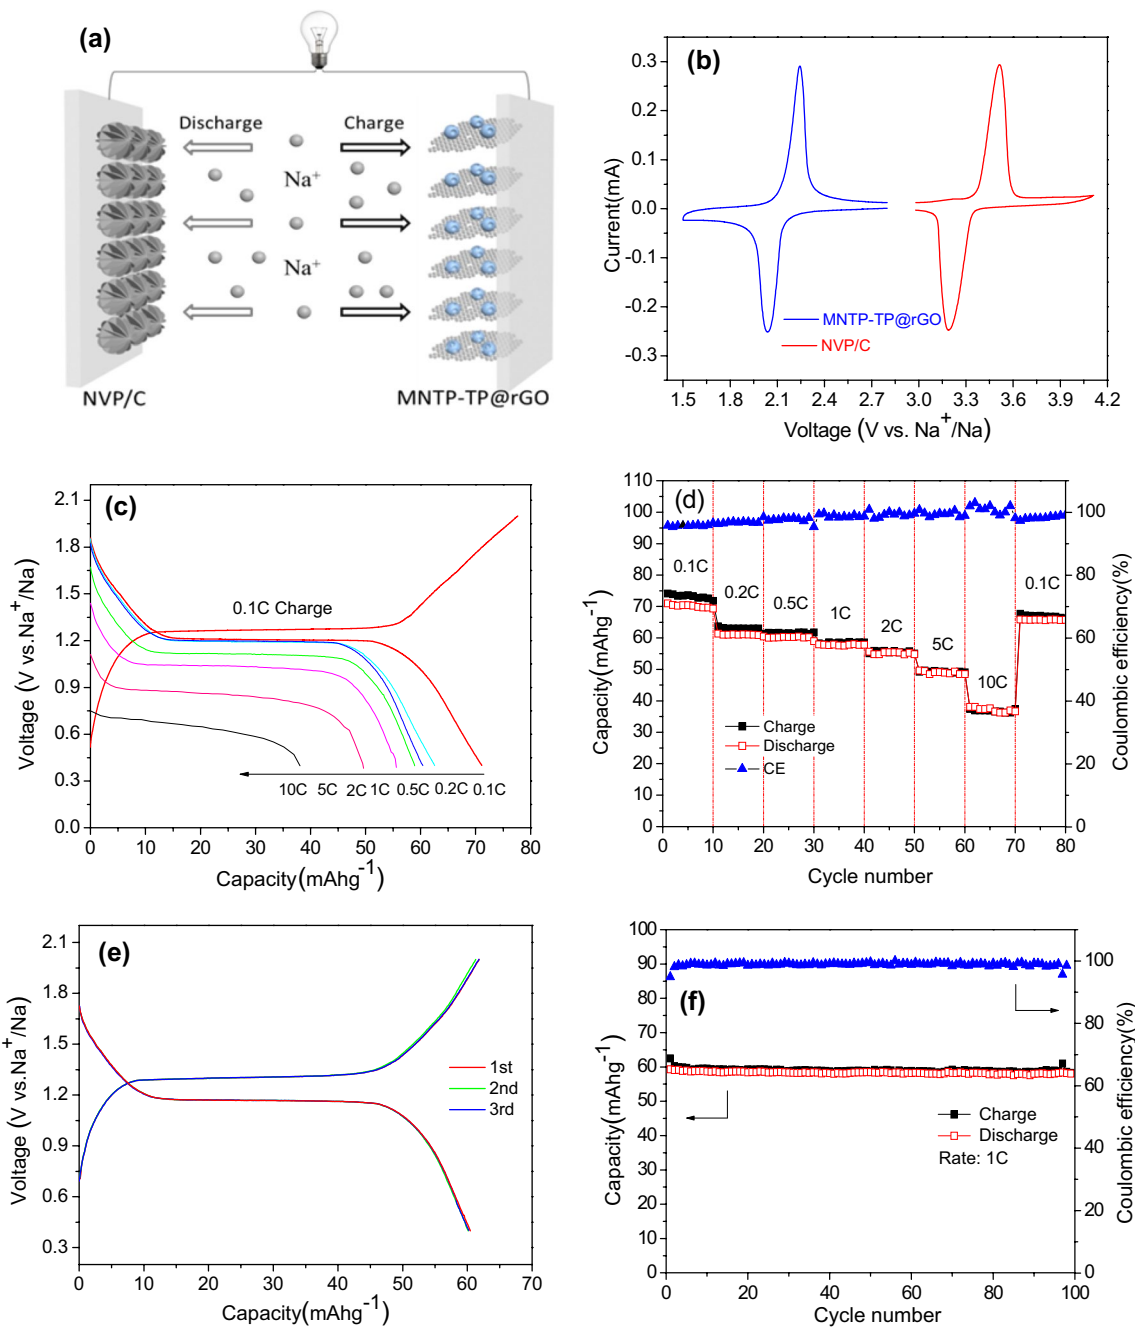 (a)
Discharge
Charge
Na⁺
Na⁺
NVP/C
MNTP-TP@rGO
(b)
Current(mA)
0.3
0.2
0.1
0.0
-0.1
-0.2
-0.3
MNTP-TP@rGO
NVP/C
1.5 1.8 2.1 2.4 2.7 3.0 3.3 3.6 3.9 4.2
Voltage (V vs. Na⁺/Na)
(c)
Voltage (V vs.Na⁺/Na)
2.1
1.8
1.5
1.2
0.9
0.6
0.3
0.0
0.1C Charge
10C 5C 2C 1C 0.5C 0.2C 0.1C
0 10 20 30 40 50 60 70 80
Capacity(mAhg⁻¹)
(d)
Capacity(mAhg⁻¹)
110
100
90
80
70
60
50
40
30
20
10
0
0.1C
0.2C
0.5C
1C
2C
5C
10C
0.1C
Charge
Discharge
CE
100
80
60
40
20
0
Coulombic efficiency(%)
0 10 20 30 40 50 60 70 80
Cycle number
(e)
Voltage (V vs.Na⁺/Na)
2.1
1.8
1.5
1.2
0.9
0.6
0.3
1st
2nd
3rd
0 10 20 30 40 50 60 70
Capacity(mAhg⁻¹)
(f)
Capacity(mAhg⁻¹)
100
90
80
70
60
50
40
30
20
10
0
Charge
Discharge
Rate: 1C
100
80
60
40
20
0
Coulombic efficiency(%)
0 20 40 60 80 100
Cycle number